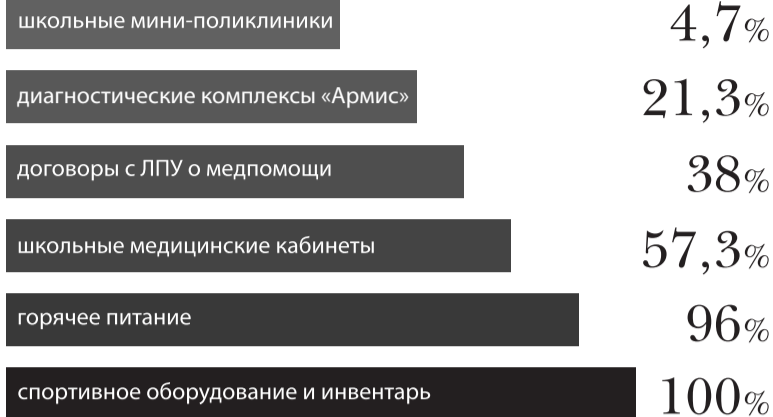 школьные мини-поликлиники 4,7%
диагностические комплексы «Армис» 21,3%
договоры с ЛПУ о медпомощи 38%
школьные медицинские кабинеты 57,3%
горячее питание 96%
спортивное оборудование и инвентарь 100%